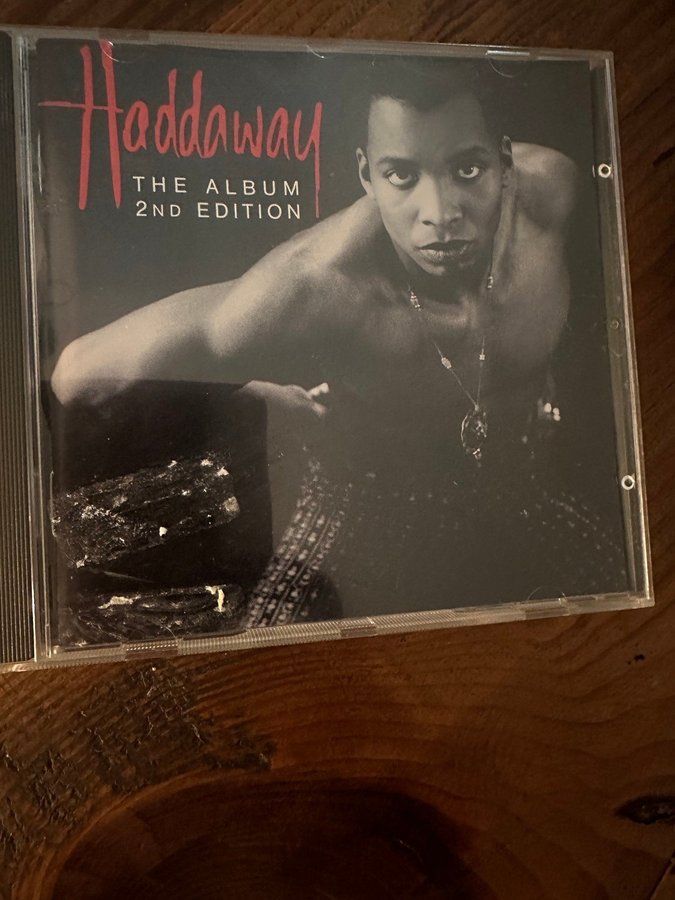 Haddaway
THE ALBUM
2ND EDITION